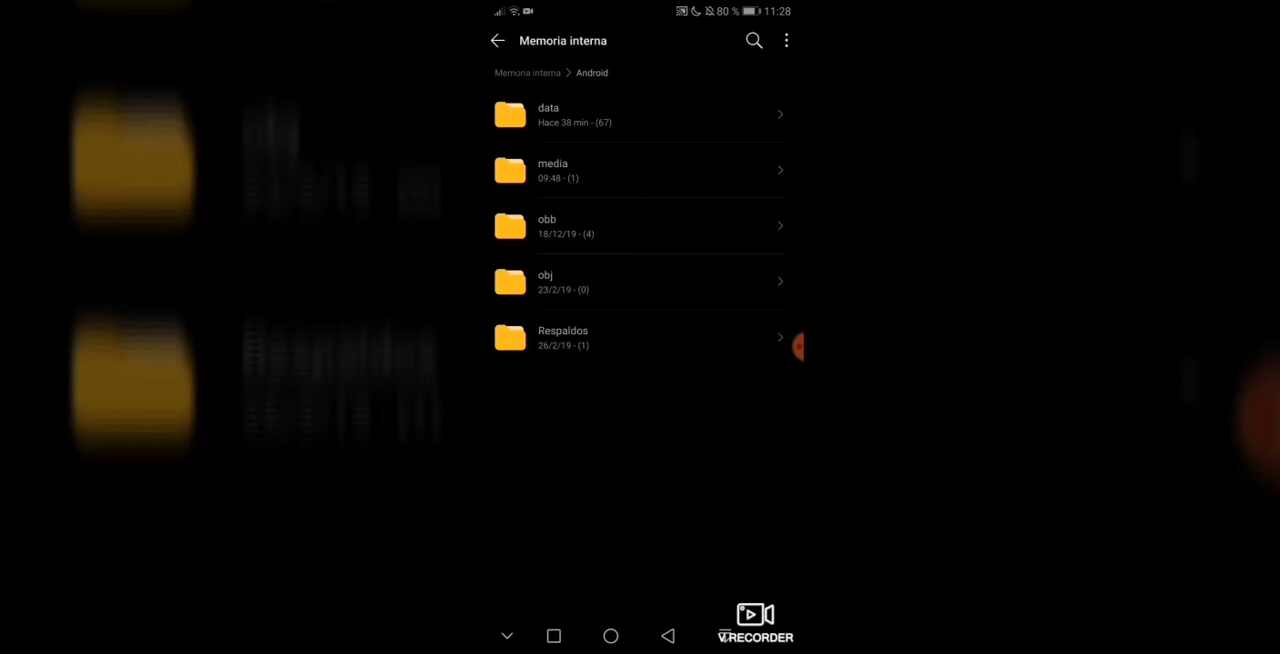 80 % 11:28
Memoria interna
Memoria interna > Android
data
Hace 38 min - (67)
media
09:48 - (1)
obb
18/12/19 - (4)
obj
23/2/19 - (0)
Respaldos
26/2/19 - (1)
VRECORDER